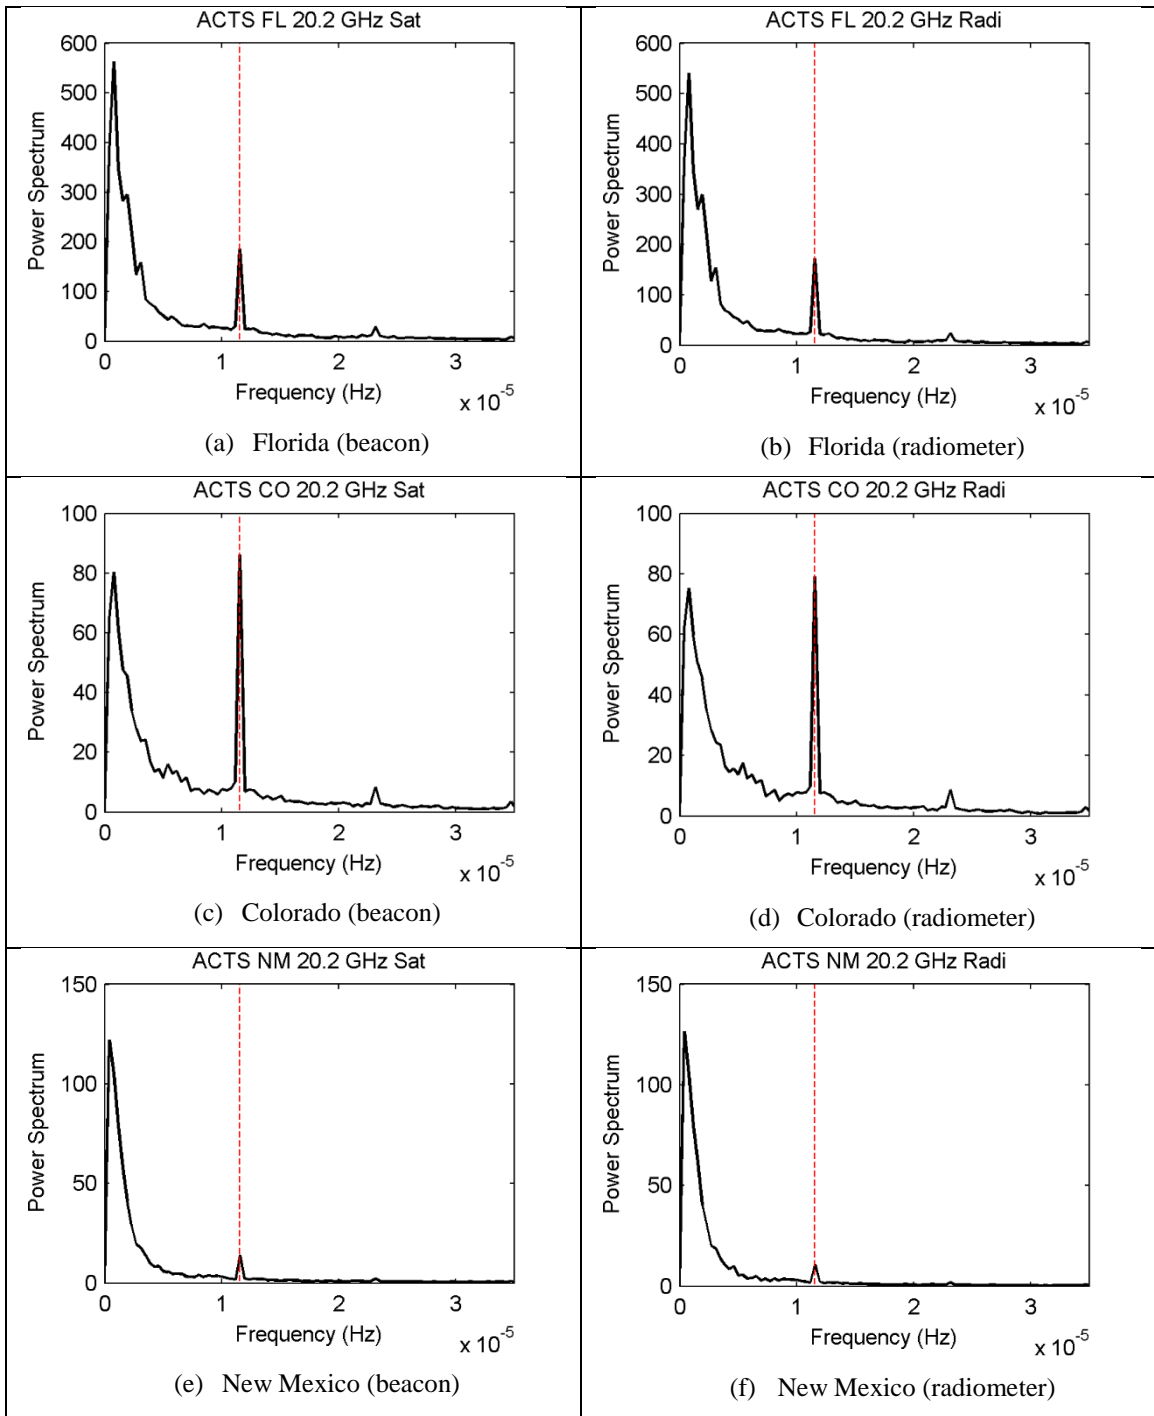 ACTS FL 20.2 GHz Sat
600
500
400
300
200
100
0
Power Spectrum
0 1 2 3
Frequency (Hz)
x 10-5
(a) Florida (beacon)
ACTS FL 20.2 GHz Radi
600
500
400
300
200
100
0
Power Spectrum
0 1 2 3
Frequency (Hz)
x 10-5
(b) Florida (radiometer)
ACTS CO 20.2 GHz Sat
100
80
60
40
20
0
Power Spectrum
0 1 2 3
Frequency (Hz)
x 10-5
(c) Colorado (beacon)
ACTS CO 20.2 GHz Radi
100
80
60
40
20
0
Power Spectrum
0 1 2 3
Frequency (Hz)
x 10-5
(d) Colorado (radiometer)
ACTS NM 20.2 GHz Sat
150
100
50
0
Power Spectrum
0 1 2 3
Frequency (Hz)
x 10-5
(e) New Mexico (beacon)
ACTS NM 20.2 GHz Radi
150
100
50
0
Power Spectrum
0 1 2 3
Frequency (Hz)
x 10-5
(f) New Mexico (radiometer)